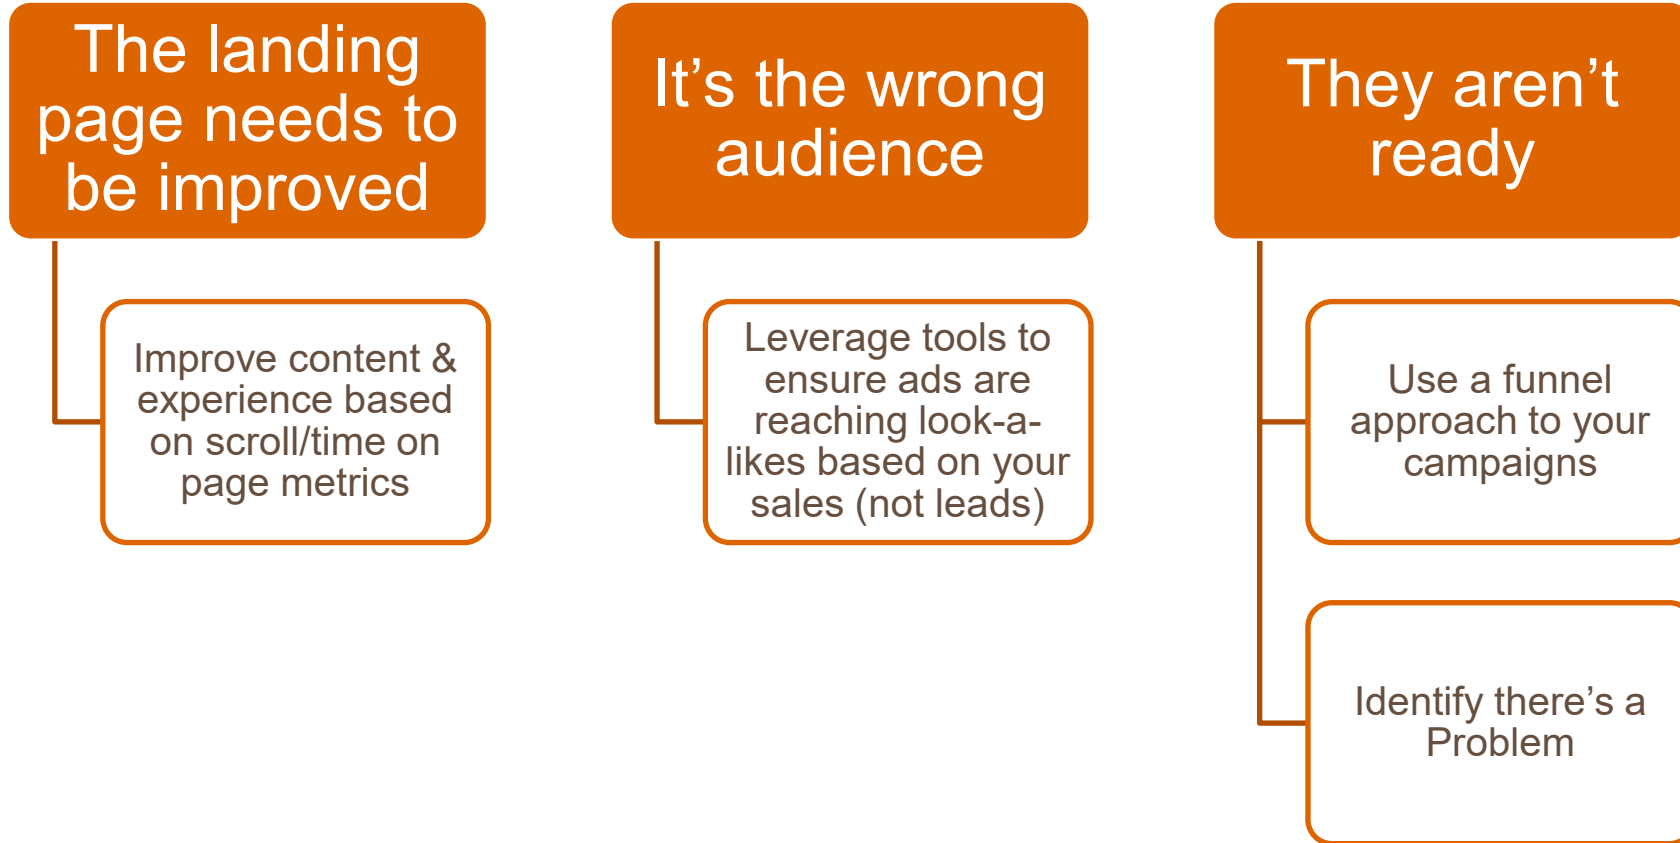 The landing
page needs to
be improved
Improve content &
experience based
on scroll/time on
page metrics
It’s the wrong
audience
Leverage tools to
ensure ads are
reaching look-a-
likes based on your
sales (not leads)
They aren’t
ready
Use a funnel
approach to your
campaigns
Identify there’s a
Problem